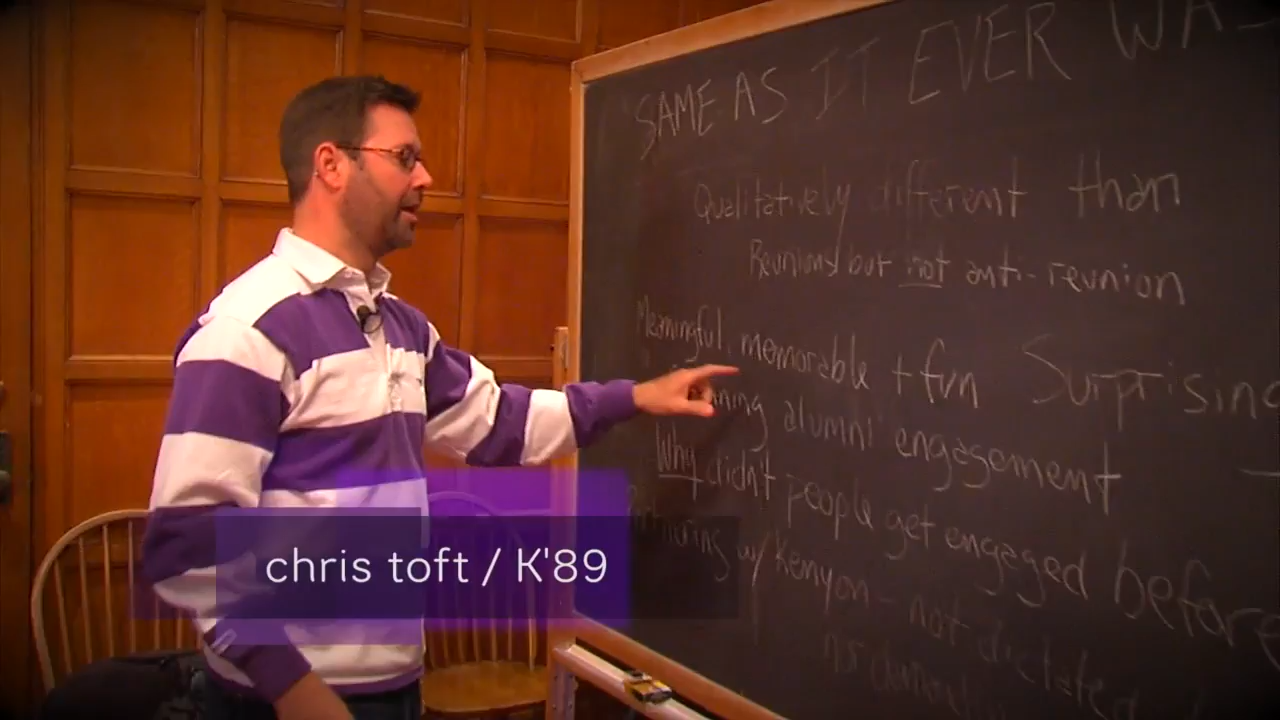 "SAME AS IT EVER WAS
Qualitatively different than
Reunions but not anti-reunion
Meaningful, memorable + fun Surprising
alumni engagement
Why didn't people get engaged before
w/ Kenyon - not dictated
chris toft / K'89